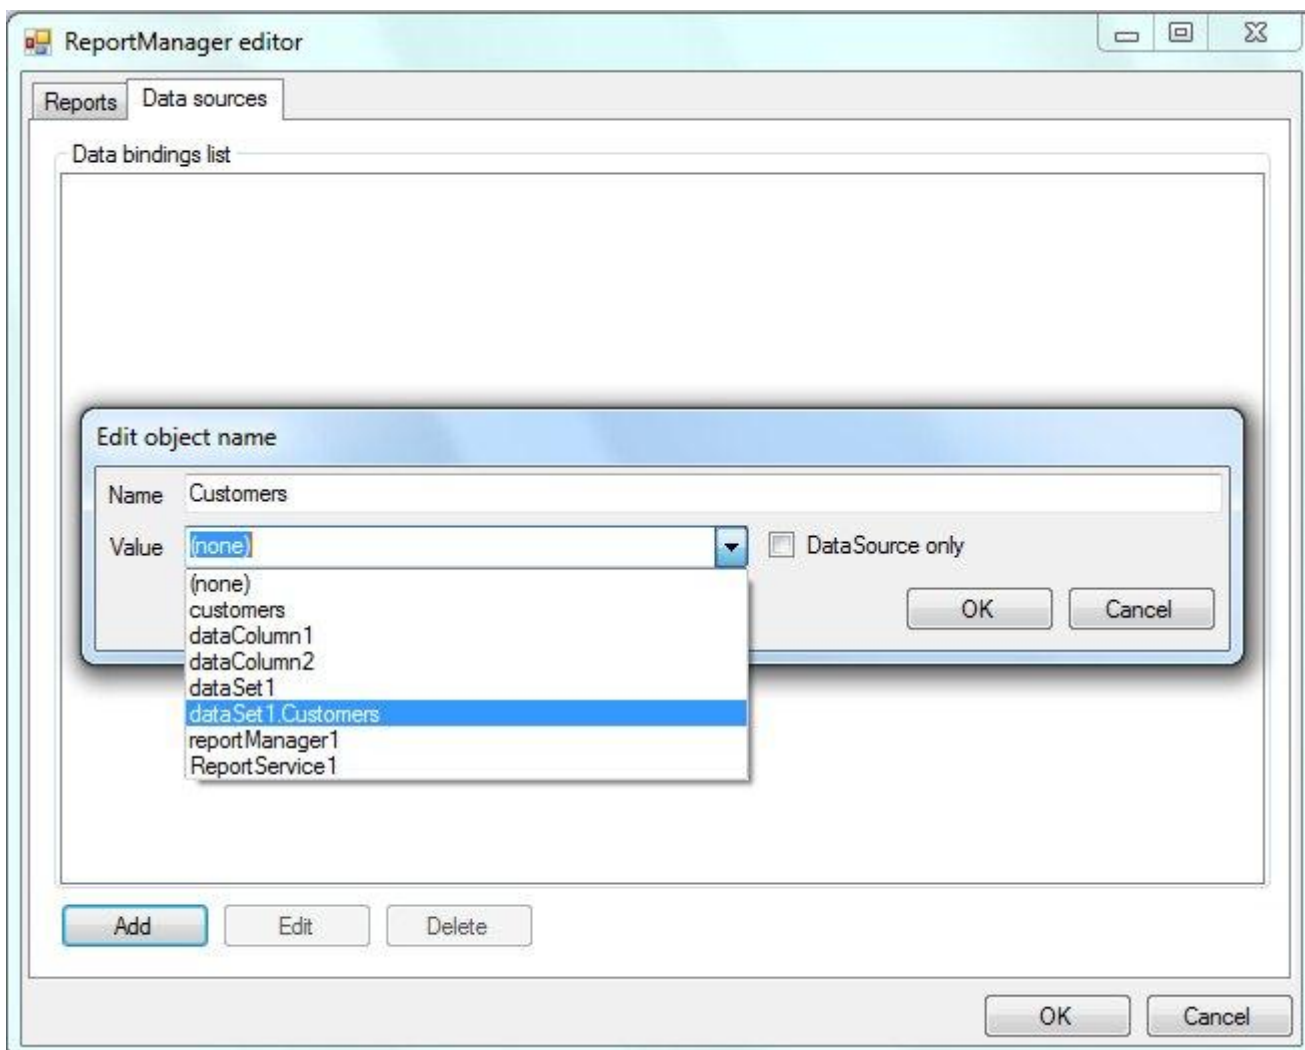 ReportManager editor
Reports Data sources
Data bindings list
Edit object name
Name Customers
Value (none) DataSource only
(none)
customers
dataColumn1
dataColumn2
dataSet1
dataSet1.Customers
reportManager1
ReportService1
OK Cancel
Add Edit Delete
OK Cancel